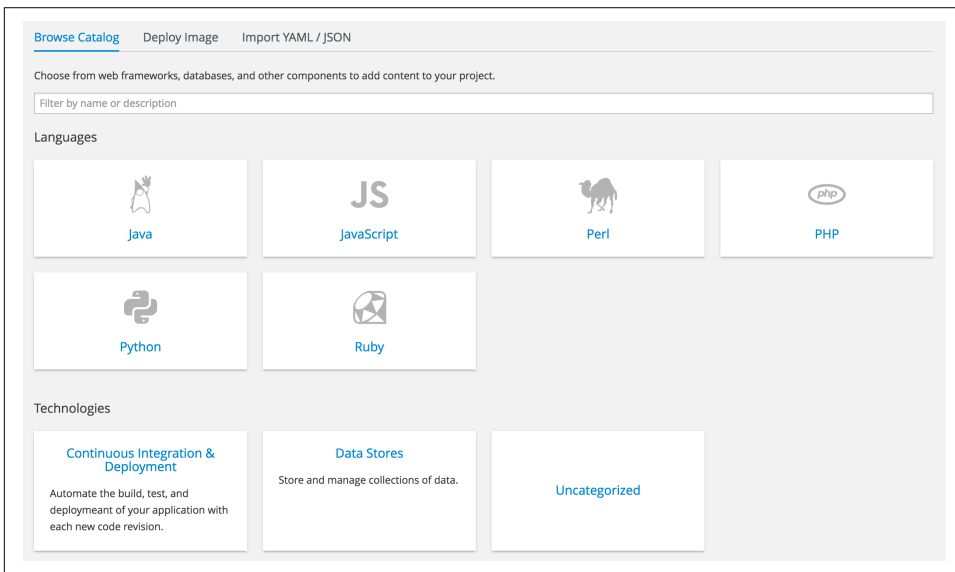 Browse Catalog Deploy Image Import YAML / JSON
Choose from web frameworks, databases, and other components to add content to your project.
Filter by name or description
Languages
Java
JS
JavaScript
Perl
php
PHP
Python
Ruby
Technologies
Continuous Integration &
Deployment
Automate the build, test, and
deploymeant of your application with
each new code revision.
Data Stores
Store and manage collections of data.
Uncategorized